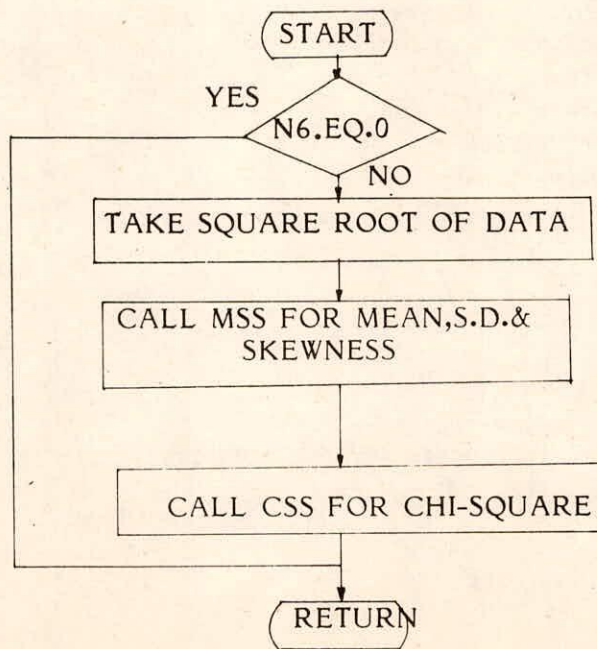 START
YES
N6.EQ.0
NO
TAKE SQUARE ROOT OF DATA
CALL MSS FOR MEAN,S.D.&
SKEWNESS
CALL CSS FOR CHI-SQUARE
RETURN